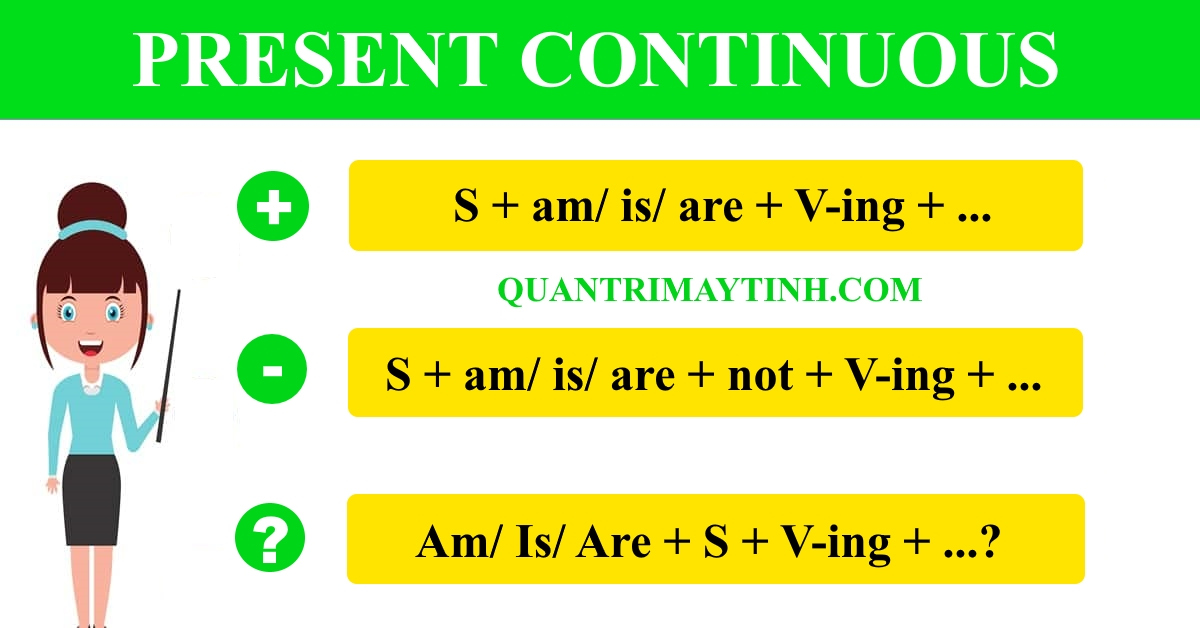 PRESENT CONTINUOUS
+
S + am/ is/ are + V-ing + ...
QUANTRIMAYTINH.COM
-
S + am/ is/ are + not + V-ing + ...
?
Am/ Is/ Are + S + V-ing + ...?